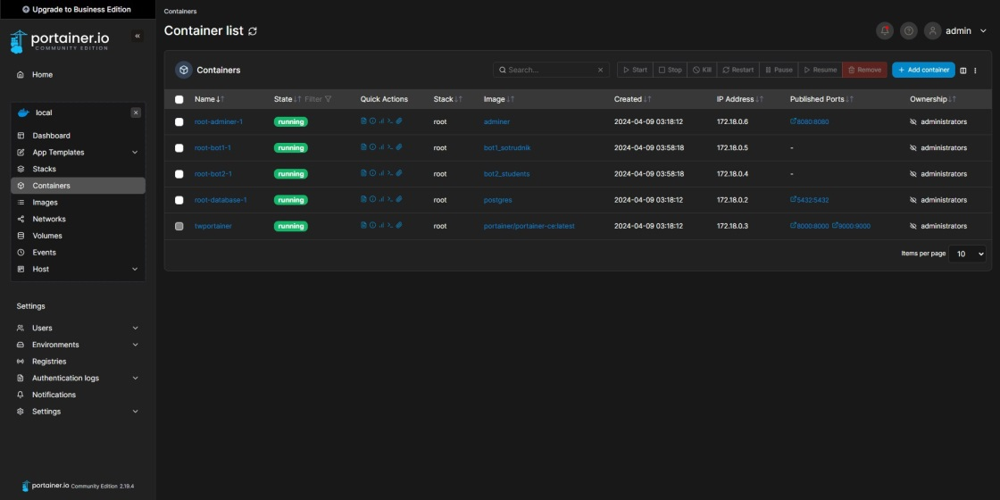 Upgrade to Business Edition
portainer.io
COMMUNITY EDITION
Home
local
Dashboard
App Templates
Stacks
Containers
Images
Networks
Volumes
Events
Host
Settings
Users
Environments
Registries
Authentication logs
Notifications
Settings
portainer.io Community Edition 2.19.4
Containers
Container list
admin
Containers
Search...
Start Stop Kill Restart Pause Resume Remove
Add container
Name State Filter Quick Actions Stack Image Created IP Address Published Ports Ownership
root-adminer-1 running root adminer 2024-04-09 03:18:12 172.18.0.6 8080:8080 administrators
root-bot1-1 running root bot1_sotrudnik 2024-04-09 03:58:18 172.18.0.5 - administrators
root-bot2-1 running root bot2_students 2024-04-09 03:58:18 172.18.0.4 - administrators
root-database-1 running root postgres 2024-04-09 03:18:12 172.18.0.2 5432:5432 administrators
twportainer running root portainer/portainer-ce:latest 2024-04-09 03:18:12 172.18.0.3 8000:8000 9000:9000 administrators
Items per page 10